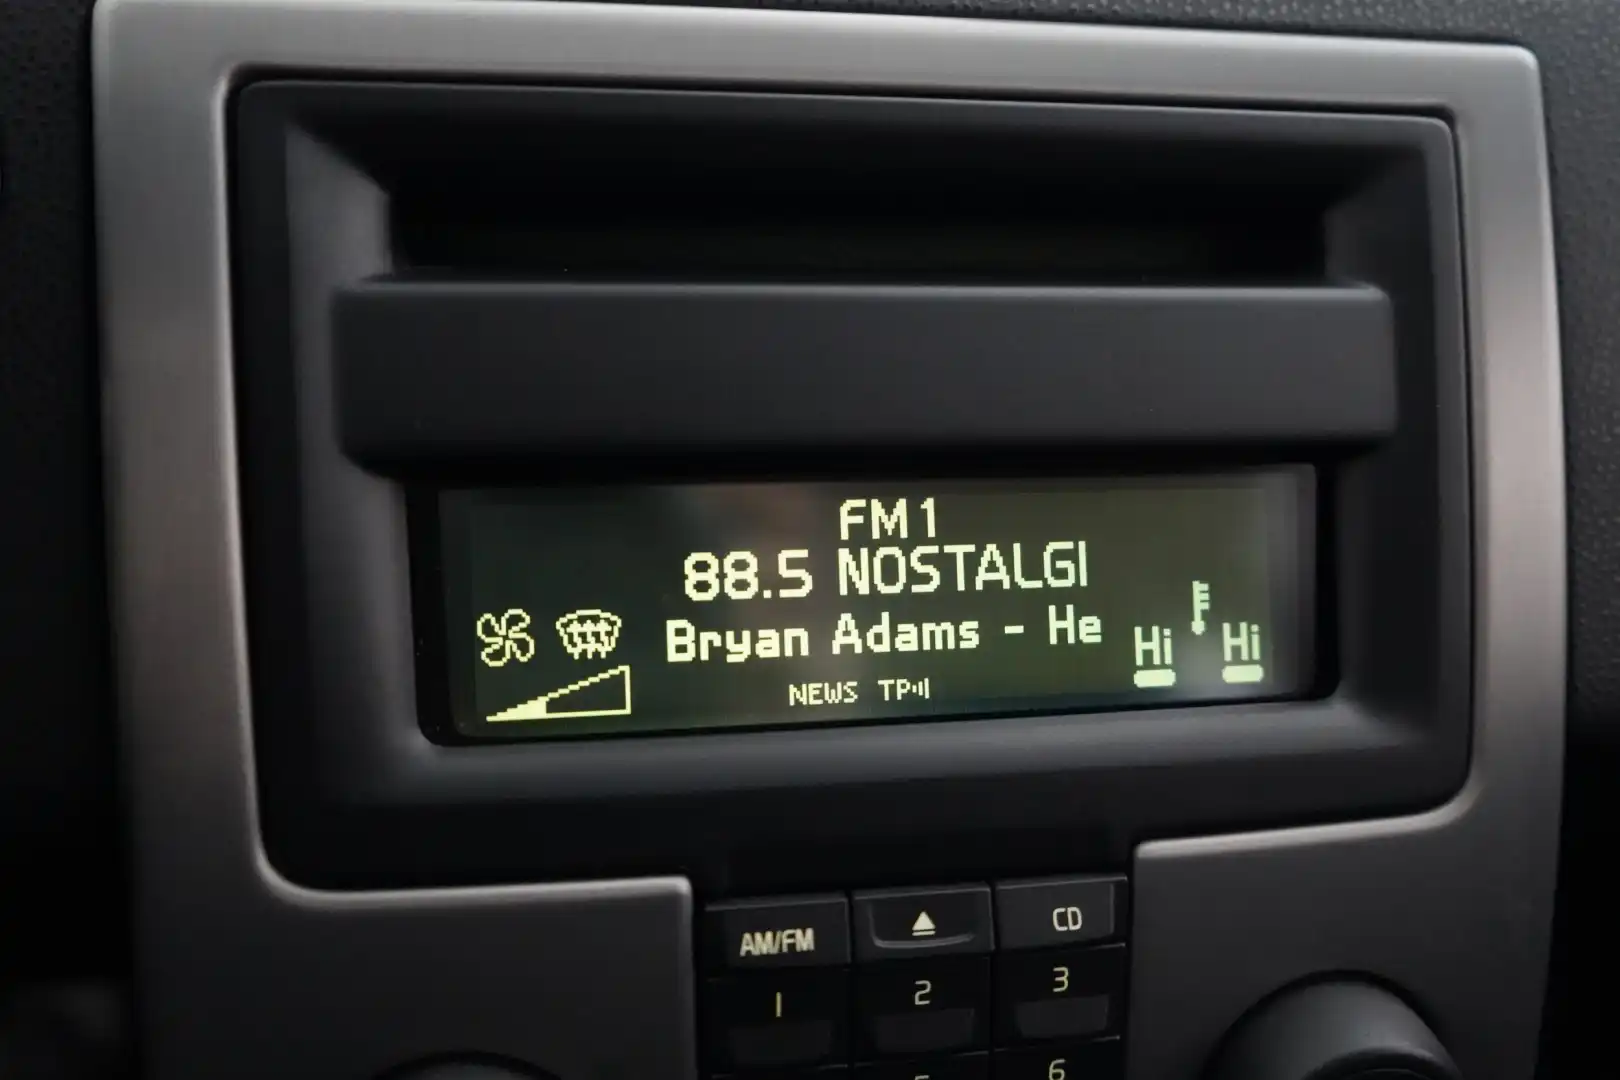 FM1
88.5 NOSTALGI
Bryan Adams - He
Hi Hi
NEWS TP
AM/FM CD
1 2 3
6